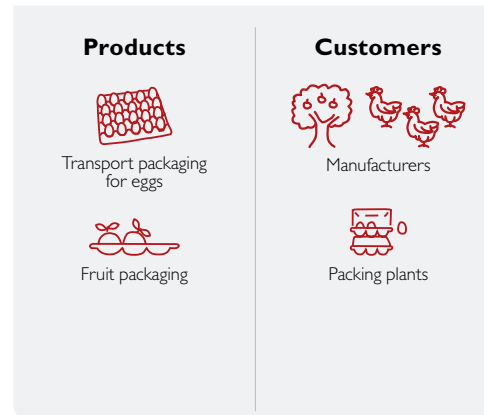 Products
Transport packaging
for eggs
Fruit packaging
Customers
Manufacturers
Packing plants